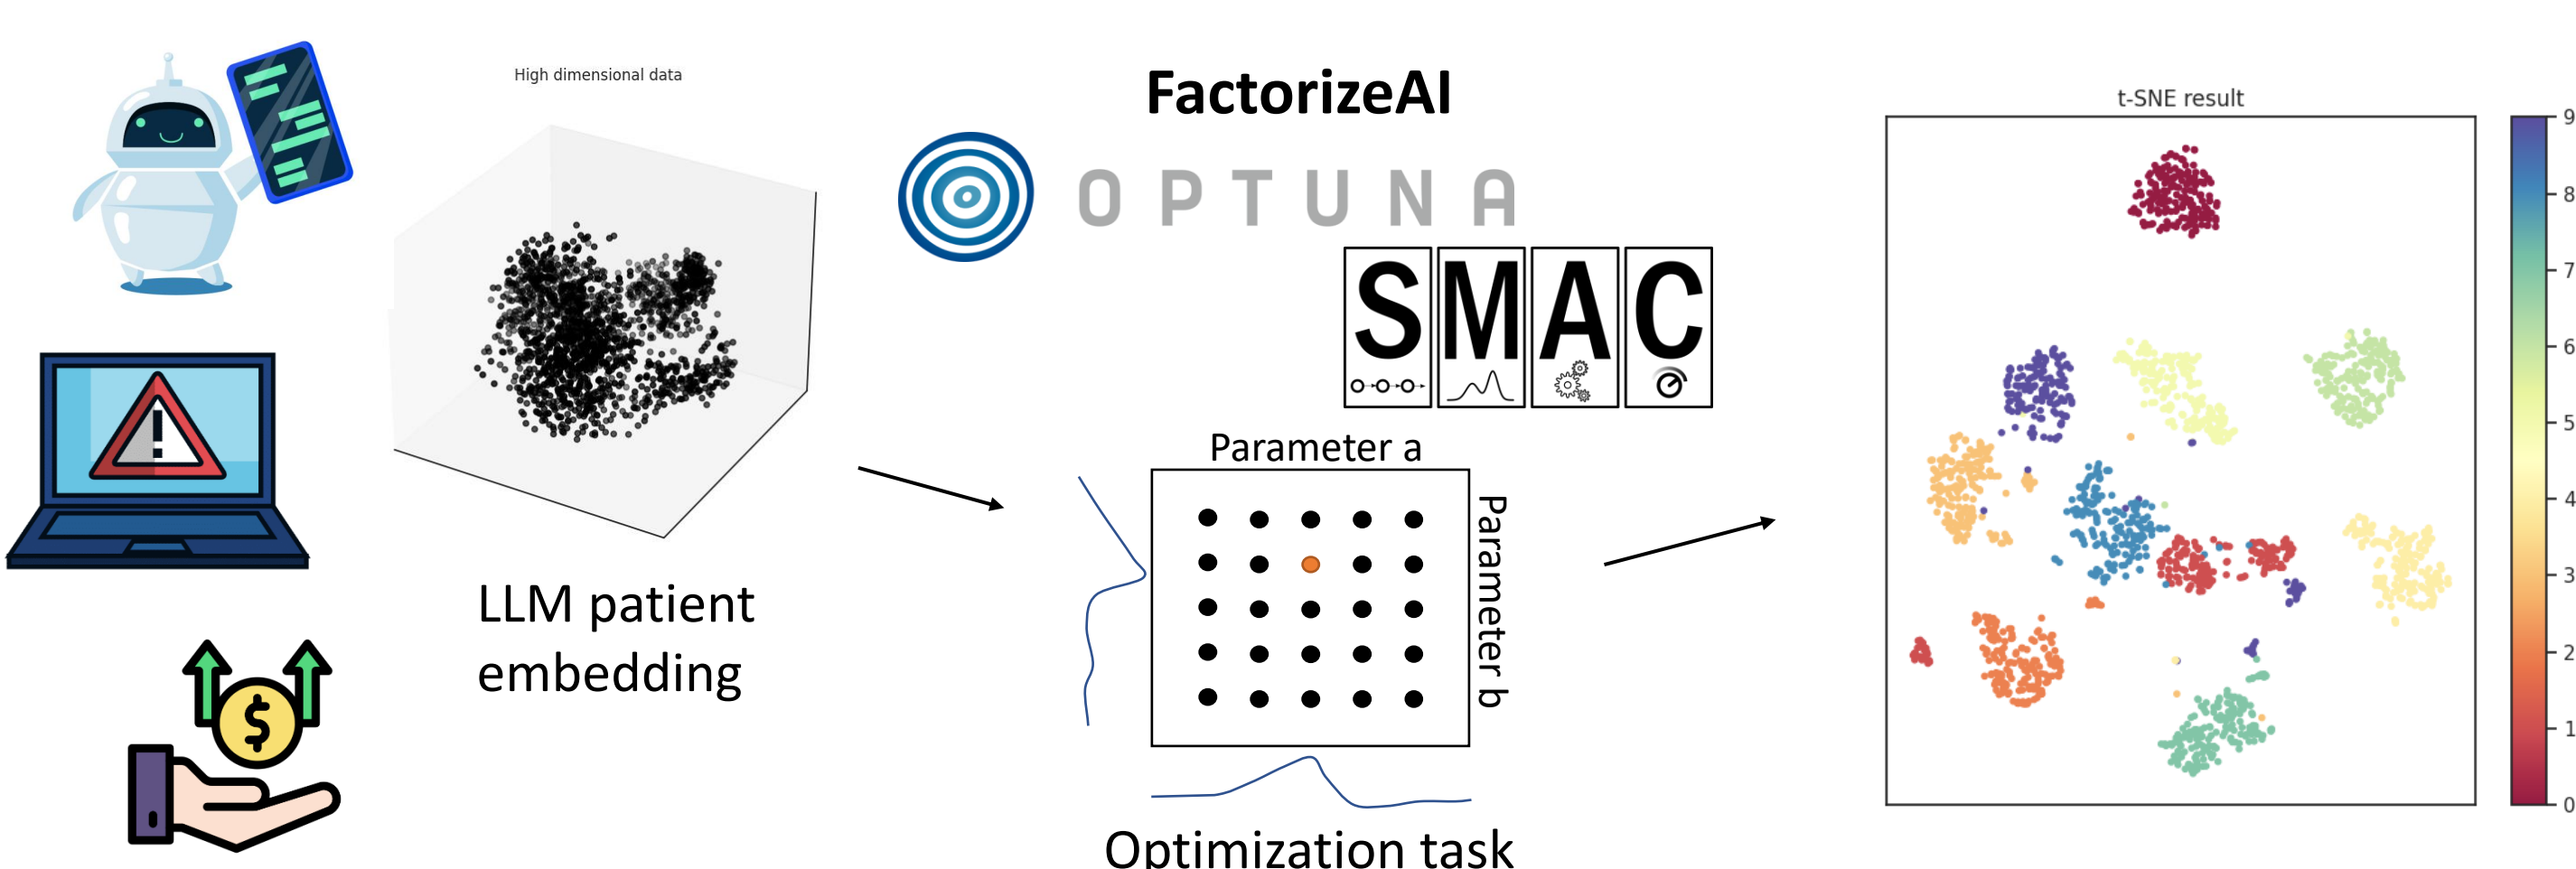 High dimensional data
LLM patient
embedding
FactorizeAI
OPTUNA
SMAC
Parameter a
Parameter b
Optimization task
t-SNE result
9
8
7
6
5
4
3
2
1
0